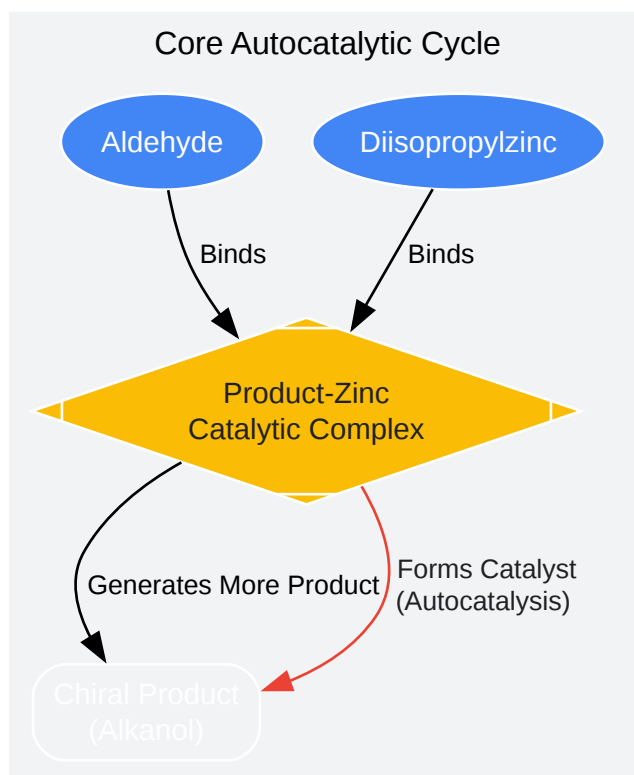 Core Autocatalytic Cycle
Aldehyde
Diisopropylzinc
Binds
Binds
Product-Zinc
Catalytic Complex
Generates More Product
Forms Catalyst
(Autocatalysis)
Chiral Product
(Alkanol)